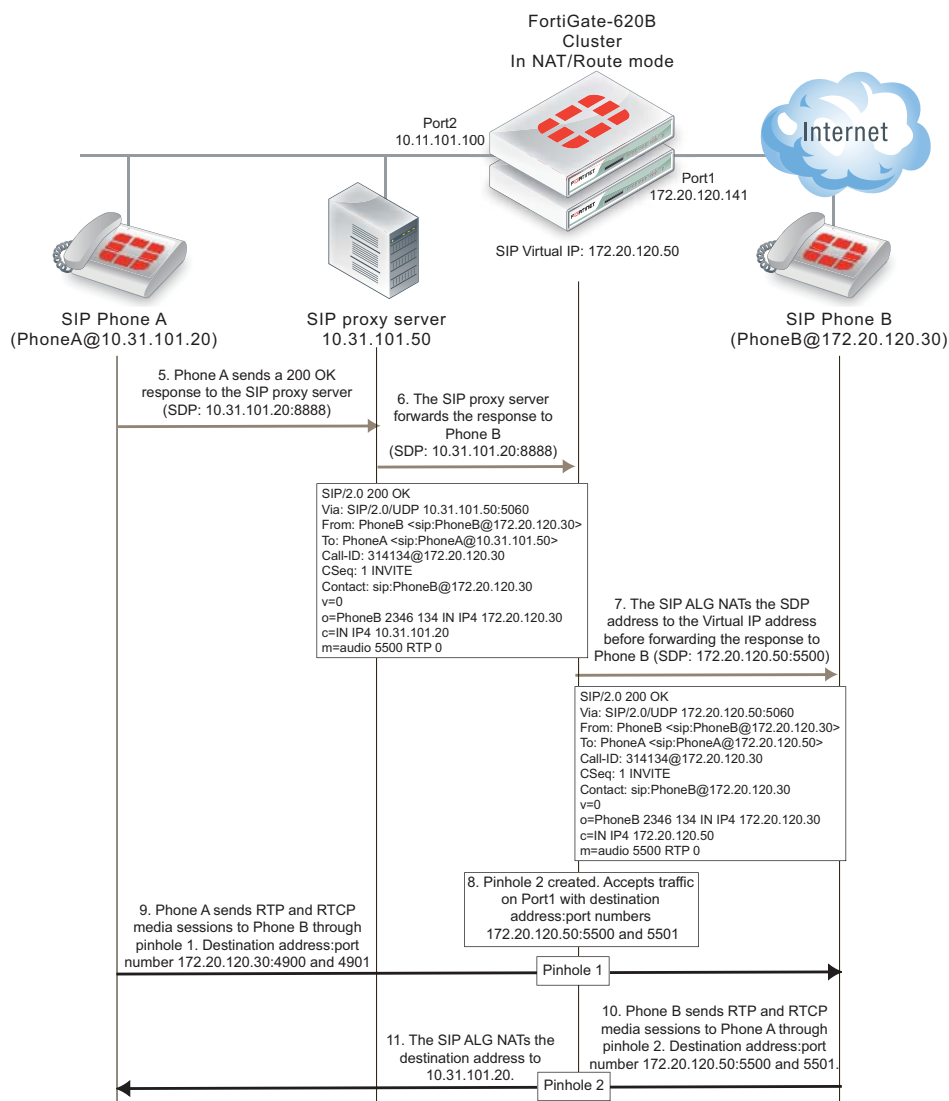 FortiGate-620B
Cluster
In NAT/Route mode
Port2
10.11.101.100
Internet
FORTINET
FORTINET
Port1
172.20.120.141
SIP Virtual IP: 172.20.120.50
SIP Phone A
(PhoneA@10.31.101.20)
SIP proxy server
10.31.101.50
SIP Phone B
(PhoneB@172.20.120.30)
5. Phone A sends a 200 OK
response to the SIP proxy server
(SDP: 10.31.101.20:8888)
6. The SIP proxy server
forwards the response to
Phone B
(SDP: 10.31.101.20:8888)
SIP/2.0 200 OK
Via: SIP/2.0/UDP 10.31.101.50:5060
From: PhoneB <sip:PhoneB@172.20.120.30>
To: PhoneA <sip:PhoneA@10.31.101.50>
Call-ID: 314134@172.20.120.30
CSeq: 1 INVITE
Contact: sip:PhoneB@172.20.120.30
v=0
o=PhoneB 2346 134 IN IP4 172.20.120.30
c=IN IP4 10.31.101.20
m=audio 5500 RTP 0
7. The SIP ALG NATs the SDP
address to the Virtual IP address
before forwarding the response to
Phone B (SDP: 172.20.120.50:5500)
SIP/2.0 200 OK
Via: SIP/2.0/UDP 172.20.120.50:5060
From: PhoneB <sip:PhoneB@172.20.120.30>
To: PhoneA <sip:PhoneA@172.20.120.50>
Call-ID: 314134@172.20.120.30
CSeq: 1 INVITE
Contact: sip:PhoneB@172.20.120.30
v=0
o=PhoneB 2346 134 IN IP4 172.20.120.30
c=IN IP4 172.20.120.50
m=audio 5500 RTP 0
8. Pinhole 2 created. Accepts traffic
on Port1 with destination
address:port numbers
172.20.120.50:5500 and 5501
9. Phone A sends RTP and RTCP
media sessions to Phone B through
pinhole 1. Destination address:port
number 172.20.120.30:4900 and 4901
Pinhole 1
10. Phone B sends RTP and RTCP
media sessions to Phone A through
pinhole 2. Destination address:port
number 172.20.120.50:5500 and 5501.
11. The SIP ALG NATs the
destination address to
10.31.101.20.
Pinhole 2